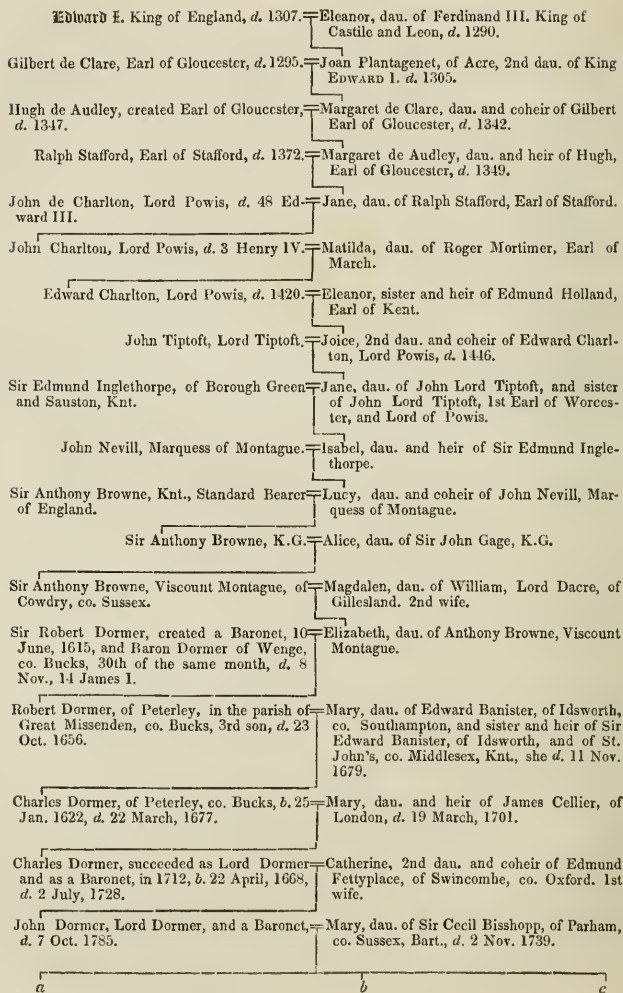 Edward I. King of England, d. 1307.
Eleanor, dau. of Ferdinand III. King of
Castile and Leon, d. 1290.
Gilbert de Clare, Earl of Gloucester, d. 1295.
Joan Plantagenet, of Acre, 2nd dau. of King
EDWARD I. d. 1305.
Hugh de Audley, created Earl of Gloucester,
d. 1347.
Margaret de Clare, dau. and coheir of Gilbert
Earl of Gloucester, d. 1342.
Ralph Stafford, Earl of Stafford, d. 1372.
Margaret de Audley, dau. and heir of Hugh,
Earl of Gloucester, d. 1349.
John de Charlton, Lord Powis, d. 48 Ed-
ward III.
Jane, dau. of Ralph Stafford, Earl of Stafford.
John Charlton, Lord Powis, d. 3 Henry IV.
Matilda, dau. of Roger Mortimer, Earl of
March.
Edward Charlton, Lord Powis, d. 1420.
Eleanor, sister and heir of Edmund Holland,
Earl of Kent.
John Tiptoft, Lord Tiptoft.
Joice, 2nd dau. and coheir of Edward Charl-
ton, Lord Powis, d. 1446.
Sir Edmund Inglethorpe, of Borough Green
and Sauston, Knt.
Jane, dau. of John Lord Tiptoft, and sister
of John Lord Tiptoft, 1st Earl of Worces-
ter, and Lord of Powis.
John Nevill, Marquess of Montague.
Isabel, dau. and heir of Sir Edmund Ingle-
thorpe.
Sir Anthony Browne, Knt., Standard Bearer
of England.
Lucy, dau. and coheir of John Nevill, Mar-
quess of Montague.
Sir Anthony Browne, K.G.
Alice, dau. of Sir John Gage, K.G.
Sir Anthony Browne, Viscount Montague, of
Cowdry, co. Sussex.
Magdalen, dau. of William, Lord Dacre, of
Gillesland. 2nd wife.
Sir Robert Dormer, created a Baronet, 10
June, 1615, and Baron Dormer of Wenge,
co. Bucks, 30th of the same month, d. 8
Nov., 14 James I.
Elizabeth, dau. of Anthony Browne, Viscount
Montague.
Robert Dormer, of Peterley, in the parish of
Great Missenden, co. Bucks, 3rd son, d. 23
Oct. 1656.
Mary, dau. of Edward Banister, of Idsworth,
co. Southampton, and sister and heir of Sir
Edward Banister, of Idsworth, and of St.
John's, co. Middlesex, Knt., she d. 11 Nov.
1679.
Charles Dormer, of Peterley, co. Bucks, b. 25
Jan. 1622, d. 22 March, 1677.
Mary, dau. and heir of James Cellier, of
London, d. 19 March, 1701.
Charles Dormer, succeeded as Lord Dormer
and as a Baronet, in 1712, b. 22 April, 1668,
d. 2 July, 1728.
Catherine, 2nd dau. and coheir of Edmund
Fettyplace, of Swincombe, co. Oxford. 1st
wife.
John Dormer, Lord Dormer, and a Baronet,
d. 7 Oct. 1785.
Mary, dau. of Sir Cecil Bisshopp, of Parham,
co. Sussex, Bart., d. 2 Nov. 1739.
a b c